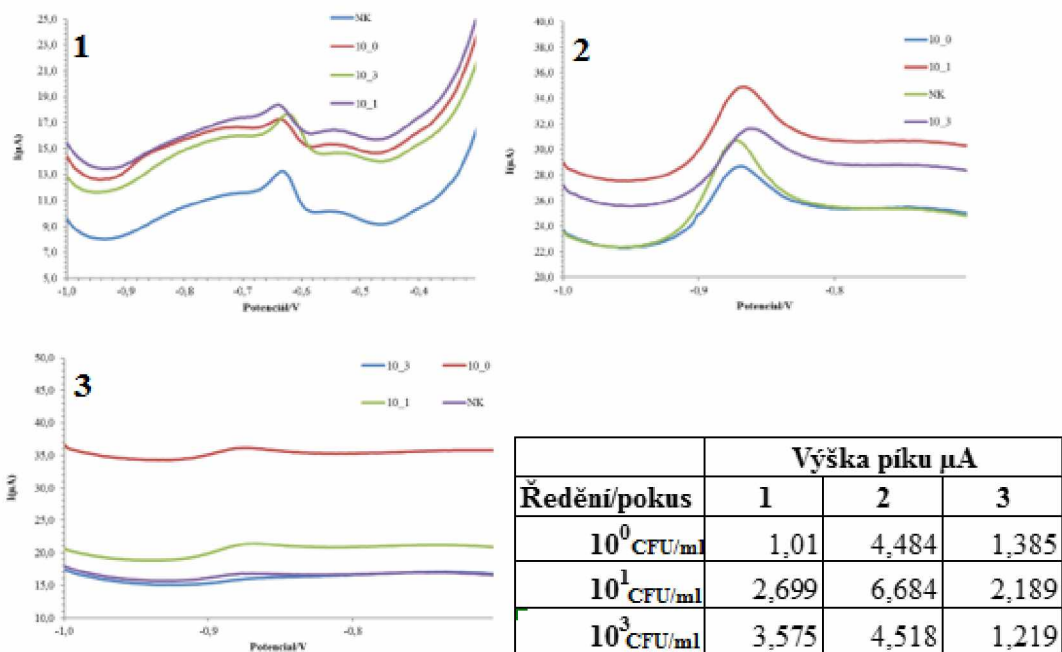 1
25,0
23,0
21,0
19,0
17,0
15,0
13,0
11,0
9,0
7,0
5,0
I(µA)
-1,0 -0,9 -0,8 -0,7 -0,6 -0,5 -0,4
Potenciál/V
NK
10_0
10_3
10_1
2
40,0
38,0
36,0
34,0
32,0
30,0
28,0
26,0
24,0
22,0
20,0
I(µA)
-1,0 -0,9 -0,8
Potenciál/V
10_0
10_1
NK
10_3
3
50,0
45,0
40,0
35,0
30,0
25,0
20,0
15,0
10,0
I(µA)
-1,0 -0,9 -0,8
Potenciál/V
10_3 10_0
10_1 NK
Výška píku µA
Ředění/pokus 1 2 3
10⁰CFU/ml 1,01 4,484 1,385
10¹CFU/ml 2,699 6,684 2,189
10³CFU/ml 3,575 4,518 1,219